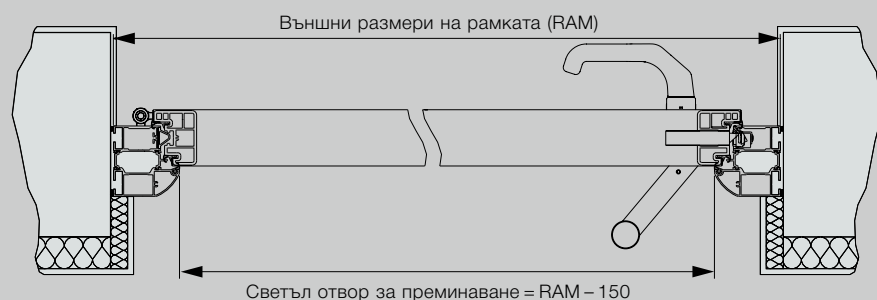 Външни размери на рамката (RAM)
Светъл отвор за преминаване = RAM – 150